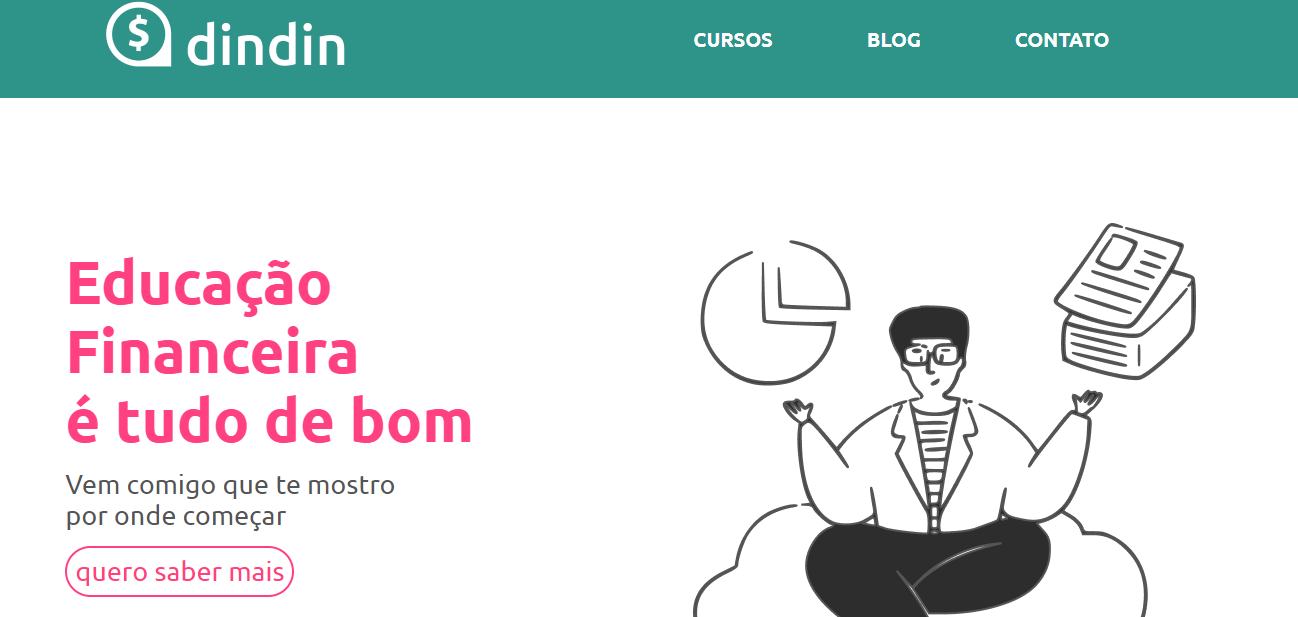 $ dindin
CURSOS
BLOG
CONTATO
Educação
Financeira
é tudo de bom
Vem comigo que te mostro
por onde começar
quero saber mais